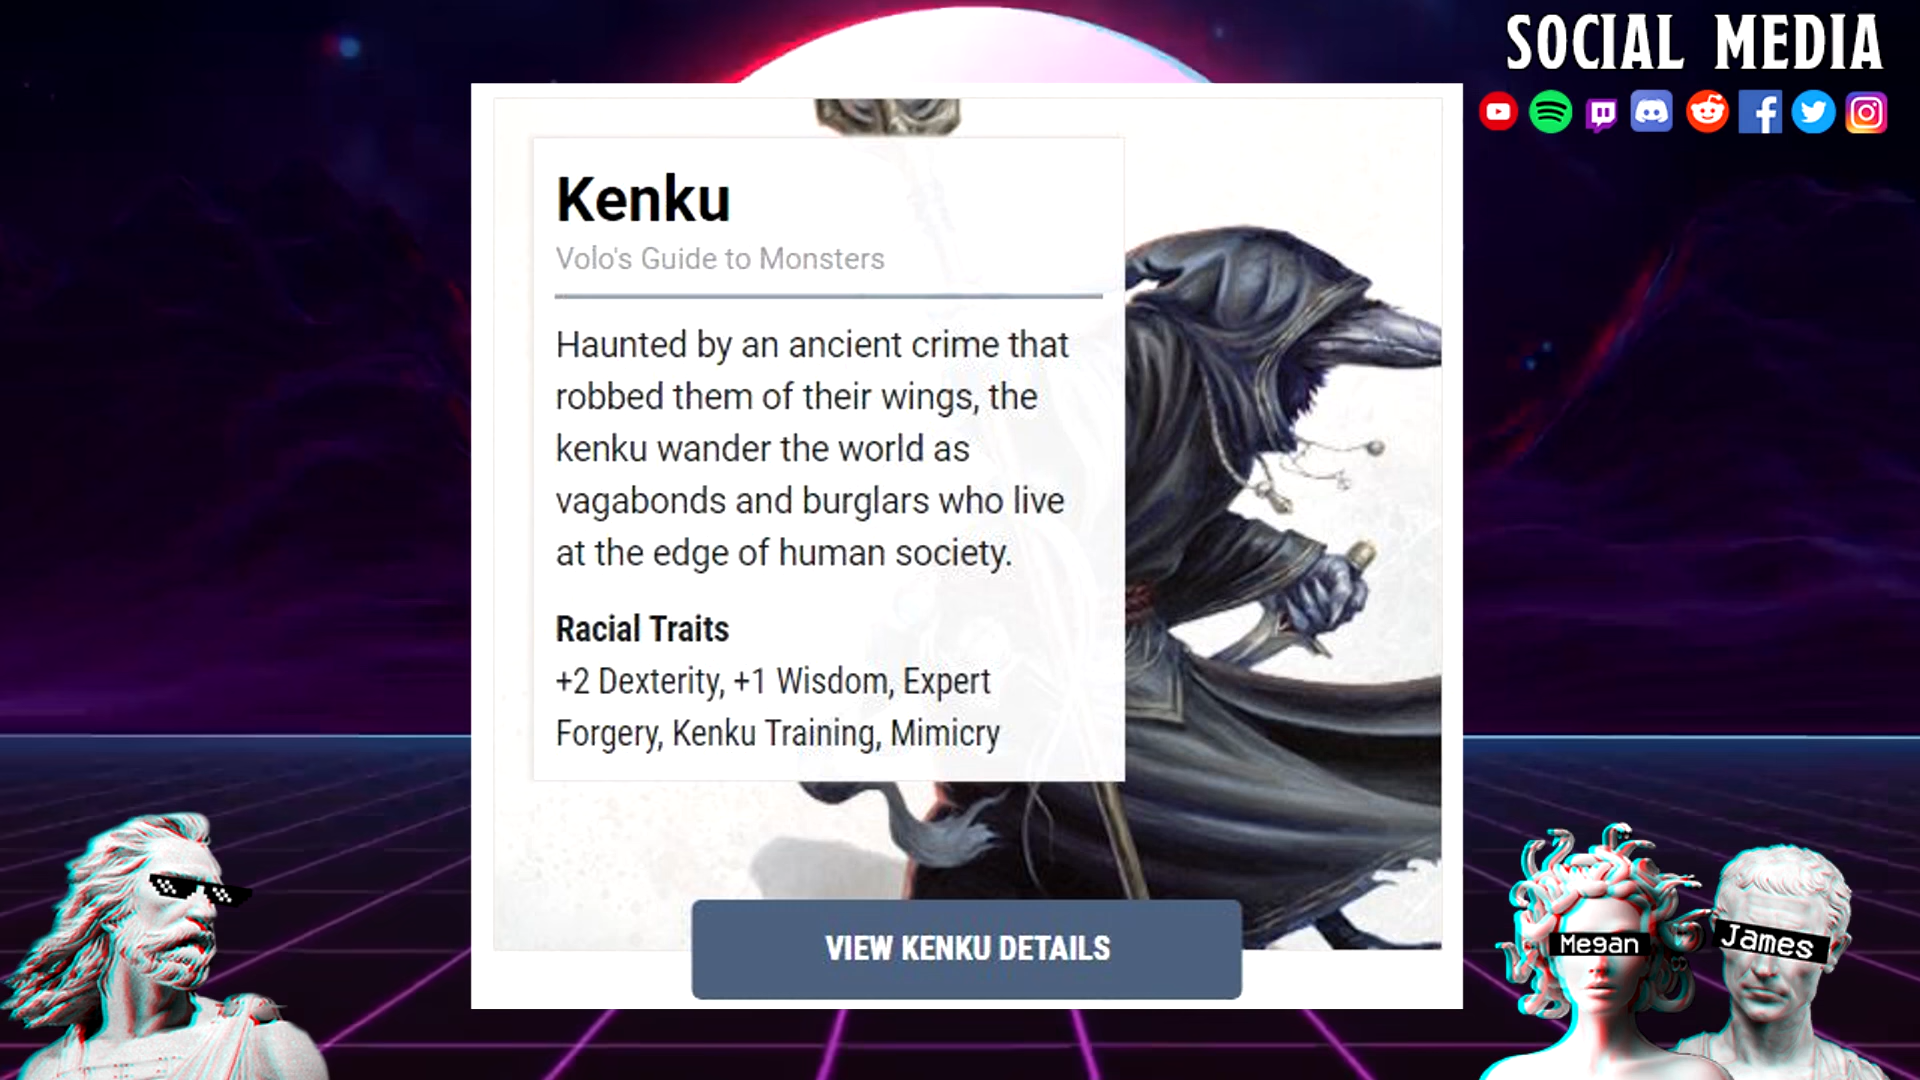 SOCIAL MEDIA
Kenku
Volo's Guide to Monsters
Haunted by an ancient crime that
robbed them of their wings, the
kenku wander the world as
vagabonds and burglars who live
at the edge of human society.
Racial Traits
+2 Dexterity, +1 Wisdom, Expert
Forgery, Kenku Training, Mimicry
VIEW KENKU DETAILS
Megan
James